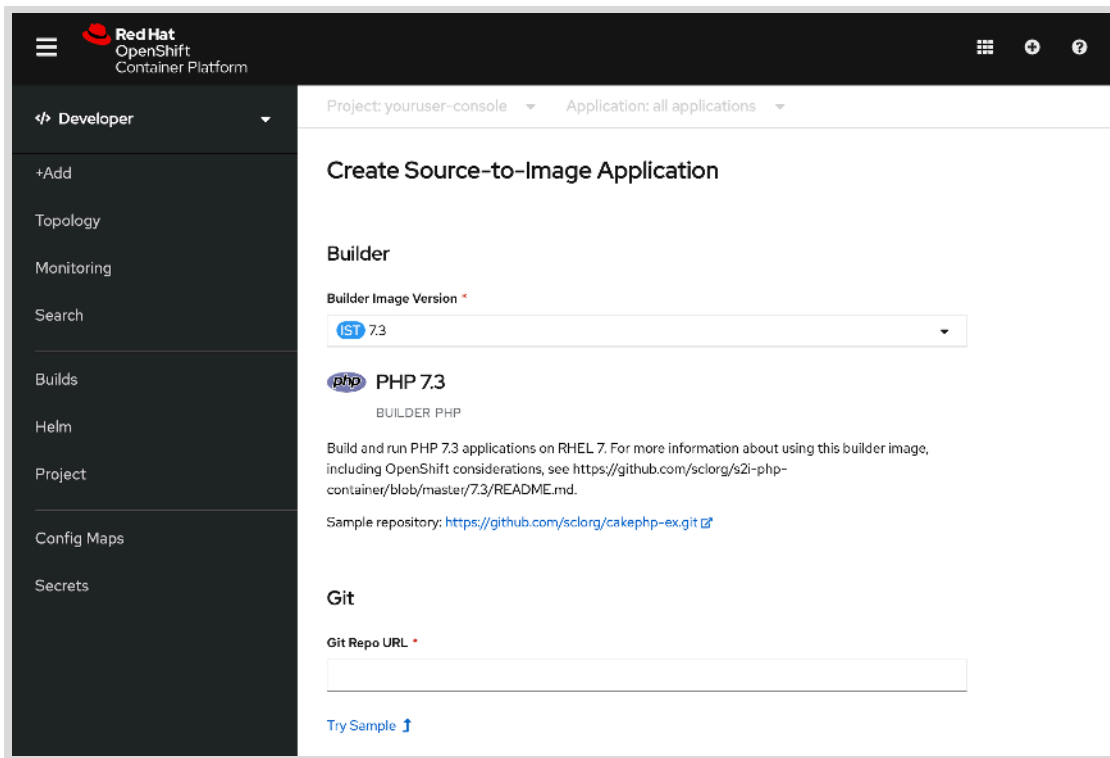 Red Hat
OpenShift
Container Platform
Developer
Project: youruser-console
Application: all applications
+Add
Topology
Monitoring
Search
Builds
Helm
Project
Config Maps
Secrets
Create Source-to-Image Application
Builder
Builder Image Version *
IST 7.3
php PHP 7.3
BUILDER PHP
Build and run PHP 7.3 applications on RHEL 7. For more information about using this builder image,
including OpenShift considerations, see https://github.com/sclorg/s2i-php-
container/blob/master/7.3/README.md.
Sample repository: https://github.com/sclorg/cakephp-ex.git
Git
Git Repo URL *
Try Sample